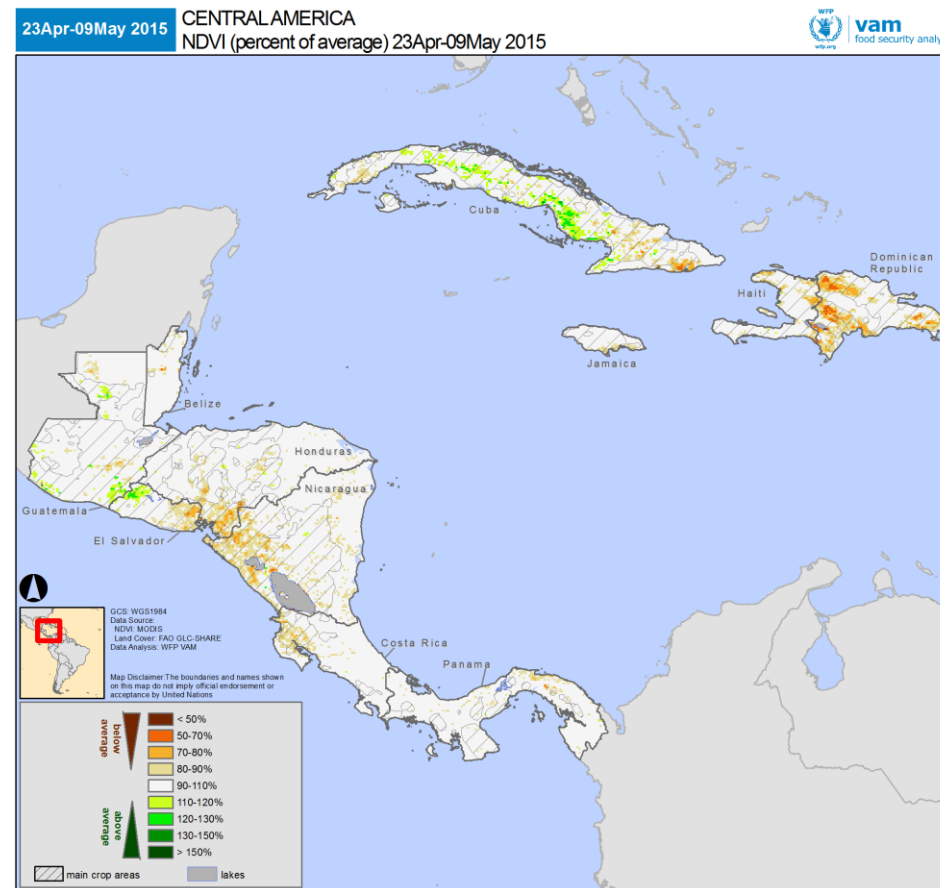 23Apr-09May 2015
CENTRAL AMERICA
NDVI (percent of average) 23Apr-09May 2015
WFP
wfp.org
vam
food security analy
Cuba
Dominican
Republic
Haiti
Jamaica
Belize
Honduras
Nicaragua
Guatemala
El Salvador
Costa Rica
Panama
GCS: WGS1984
Data Source:
NDVI: MODIS
Land Cover: FAO GLC-SHARE
Data Analysis: WFP VAM
Map Disclaimer:The boundaries and names shown
on this map do not imply official endorsement or
acceptance by United Nations
below
average
< 50%
50-70%
70-80%
80-90%
90-110%
above
average
110-120%
120-130%
130-150%
> 150%
main crop areas
lakes